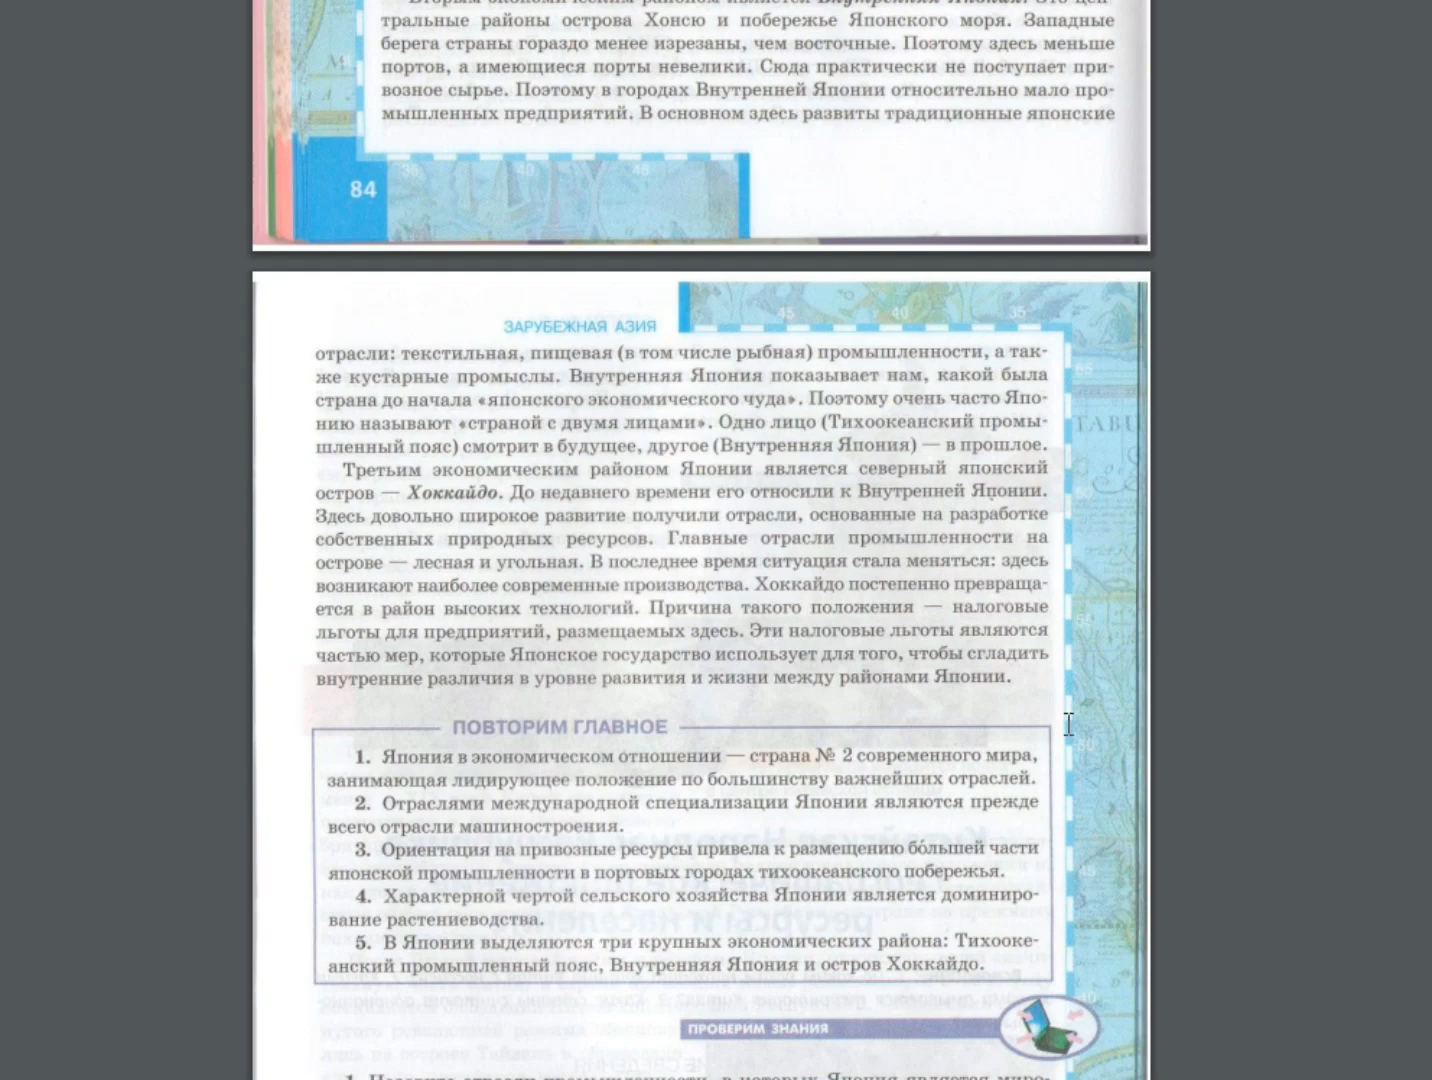 тральные районы острова Хонсю и побережье Японского моря. Западные
берега страны гораздо менее изрезаны, чем восточные. Поэтому здесь меньше
портов, а имеющиеся порты невелики. Сюда практически не поступает при-
возное сырье. Поэтому в городах Внутренней Японии относительно мало про-
мышленных предприятий. В основном здесь развиты традиционные японские
84
ЗАРУБЕЖНАЯ АЗИЯ
45 40 35
отрасли: текстильная, пищевая (в том числе рыбная) промышленности, а так-
же кустарные промыслы. Внутренняя Япония показывает нам, какой была
страна до начала «японского экономического чуда». Поэтому очень часто Япо-
нию называют «страной с двумя лицами». Одно лицо (Тихоокеанский промы-
шленный пояс) смотрит в будущее, другое (Внутренняя Япония) — в прошлое.
Третьим экономическим районом Японии является северный японский
остров — Хоккайдо. До недавнего времени его относили к Внутренней Японии.
Здесь довольно широкое развитие получили отрасли, основанные на разработке
собственных природных ресурсов. Главные отрасли промышленности на
острове — лесная и угольная. В последнее время ситуация стала меняться: здесь
возникают наиболее современные производства. Хоккайдо постепенно превраща-
ется в район высоких технологий. Причина такого положения — налоговые
льготы для предприятий, размещаемых здесь. Эти налоговые льготы являются
частью мер, которые Японское государство использует для того, чтобы сгладить
внутренние различия в уровне развития и жизни между районами Японии.
ПОВТОРИМ ГЛАВНОЕ
1. Япония в экономическом отношении — страна № 2 современного мира,
занимающая лидирующее положение по большинству важнейших отраслей.
2. Отраслями международной специализации Японии являются прежде
всего отрасли машиностроения.
3. Ориентация на привозные ресурсы привела к размещению бо́льшей части
японской промышленности в портовых городах тихоокеанского побережья.
4. Характерной чертой сельского хозяйства Японии является доминиро-
вание растениеводства.
5. В Японии выделяются три крупных экономических района: Тихооке-
анский промышленный пояс, Внутренняя Япония и остров Хоккайдо.
ПРОВЕРИМ ЗНАНИЯ